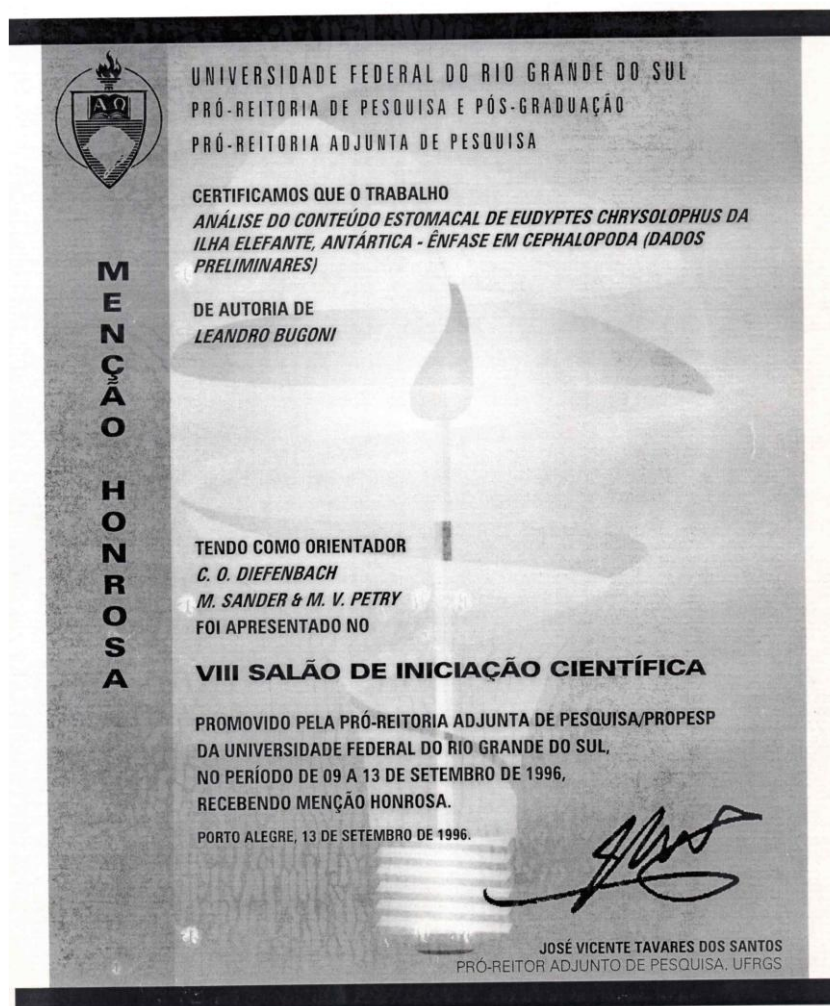 ΑΩ
UNIVERSIDADE FEDERAL DO RIO GRANDE DO SUL
PRÓ-REITORIA DE PESQUISA E PÓS-GRADUAÇÃO
PRÓ-REITORIA ADJUNTA DE PESQUISA
CERTIFICAMOS QUE O TRABALHO
ANÁLISE DO CONTEÚDO ESTOMACAL DE EUDYPTES CHRYSOLOPHUS DA
ILHA ELEFANTE, ANTÁRTICA - ÊNFASE EM CEPHALOPODA (DADOS
PRELIMINARES)
DE AUTORIA DE
LEANDRO BUGONI
MENÇÃO HONROSA
TENDO COMO ORIENTADOR
C. O. DIEFENBACH
M. SANDER & M. V. PETRY
FOI APRESENTADO NO
VIII SALÃO DE INICIAÇÃO CIENTÍFICA
PROMOVIDO PELA PRÓ-REITORIA ADJUNTA DE PESQUISA/PROPESP
DA UNIVERSIDADE FEDERAL DO RIO GRANDE DO SUL,
NO PERÍODO DE 09 A 13 DE SETEMBRO DE 1996,
RECEBENDO MENÇÃO HONROSA.
PORTO ALEGRE, 13 DE SETEMBRO DE 1996.
JOSÉ VICENTE TAVARES DOS SANTOS
PRÓ-REITOR ADJUNTO DE PESQUISA. UFRGS